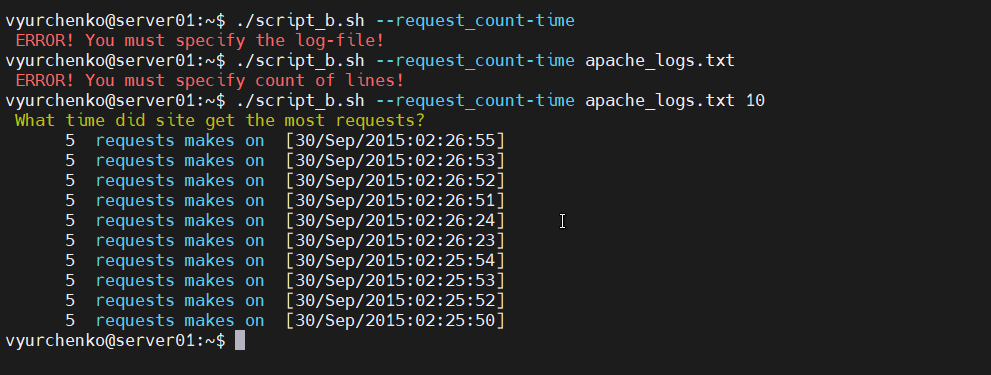 vyurchenko@server01:~$ ./script_b.sh --request_count-time
ERROR! You must specify the log-file!
vyurchenko@server01:~$ ./script_b.sh --request_count-time apache_logs.txt
ERROR! You must specify count of lines!
vyurchenko@server01:~$ ./script_b.sh --request_count-time apache_logs.txt 10
What time did site get the most requests?
5 requests makes on [30/Sep/2015:02:26:55]
5 requests makes on [30/Sep/2015:02:26:53]
5 requests makes on [30/Sep/2015:02:26:52]
5 requests makes on [30/Sep/2015:02:26:51]
5 requests makes on [30/Sep/2015:02:26:24]
5 requests makes on [30/Sep/2015:02:26:23]
5 requests makes on [30/Sep/2015:02:25:54]
5 requests makes on [30/Sep/2015:02:25:53]
5 requests makes on [30/Sep/2015:02:25:52]
5 requests makes on [30/Sep/2015:02:25:50]
vyurchenko@server01:~$